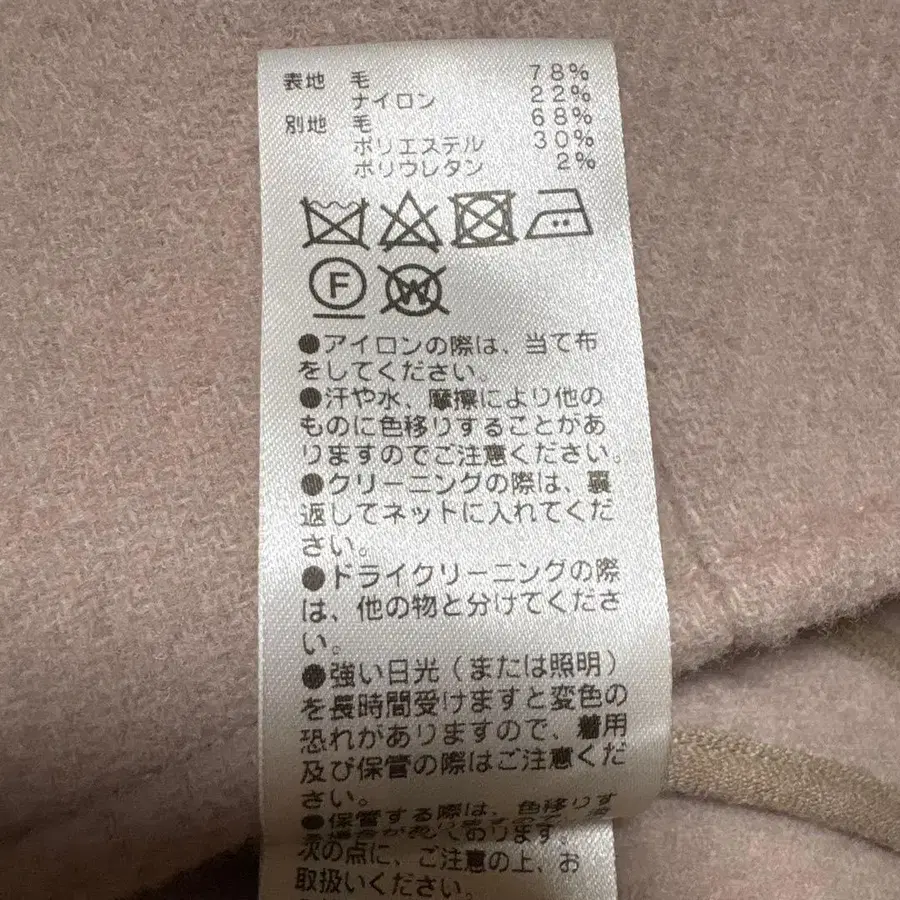 表地 毛 78%
ナイロン 22%
別地 毛 68%
ポリエステル 30%
ポリウレタン 2%
F W
●アイロンの際は、当て布
をしてください。
●汗や水、摩擦により他の
ものに色移りすることがあ
りますのでご注意ください。
●クリーニングの際は、裏
返してネットに入れてくだ
さい。
●ドライクリーニングの際
は、他の物と分けてくださ
い。
●強い日光(または照明)
を長時間受けますと変色の
恐れがありますので、着用
及び保管の際はご注意くだ
さい。
●保管する際は、色移りす
次の点に、ご注意の上、お
取扱いください。